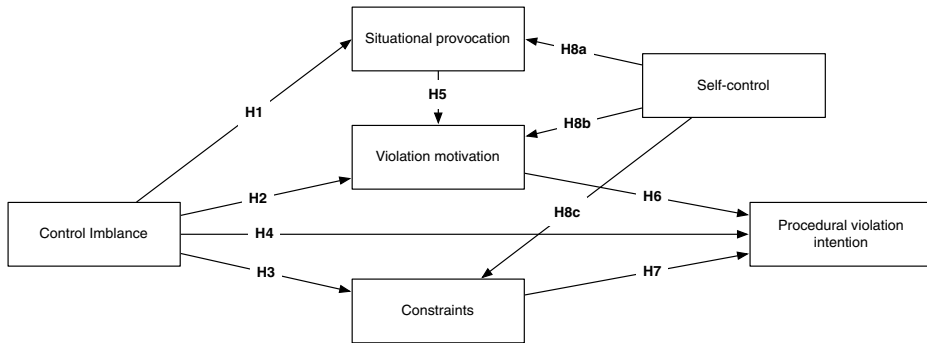 Situational provocation
H8a
Self-control
H5
H1
H8b
Violation motivation
H2
H6
H8c
Control Imblance
H4
Procedural violation
intention
H3
H7
Constraints